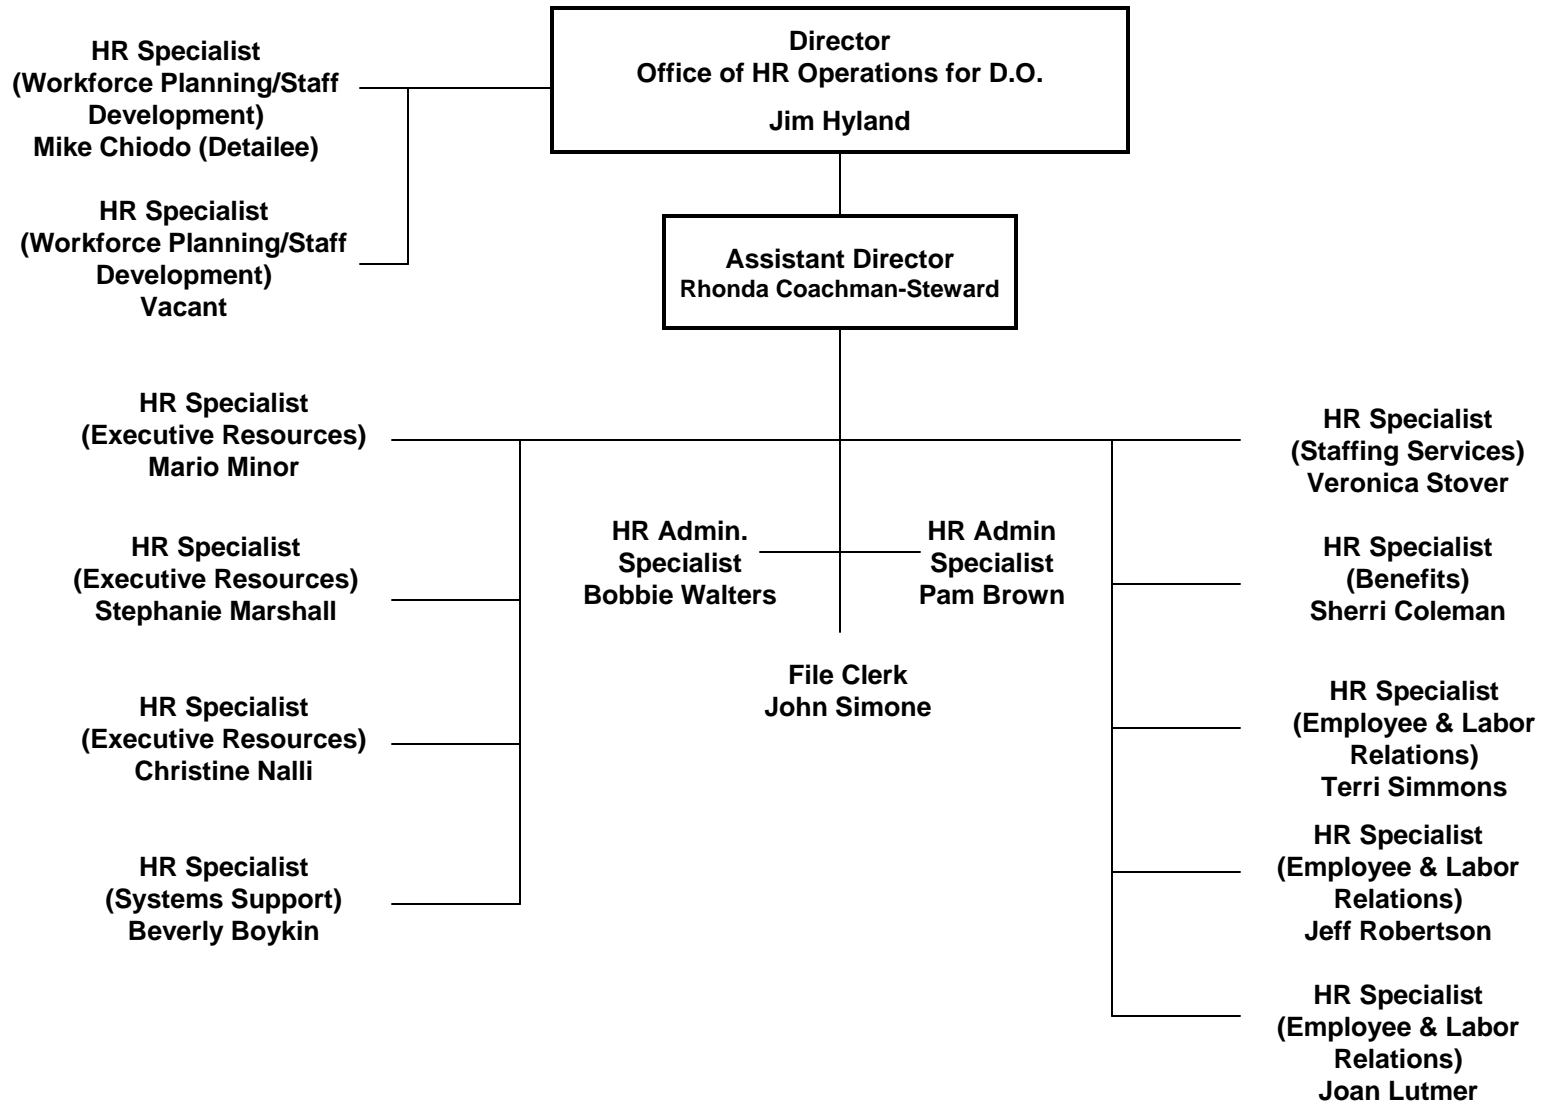 Director
Office of HR Operations for D.O.
Jim Hyland
HR Specialist
(Workforce Planning/Staff
Development)
Mike Chiodo (Detailee)
HR Specialist
(Workforce Planning/Staff
Development)
Vacant
Assistant Director
Rhonda Coachman-Steward
HR Specialist
(Executive Resources)
Mario Minor
HR Specialist
(Executive Resources)
Stephanie Marshall
HR Specialist
(Executive Resources)
Christine Nalli
HR Specialist
(Systems Support)
Beverly Boykin
HR Admin.
Specialist
Bobbie Walters
HR Admin
Specialist
Pam Brown
File Clerk
John Simone
HR Specialist
(Staffing Services)
Veronica Stover
HR Specialist
(Benefits)
Sherri Coleman
HR Specialist
(Employee & Labor
Relations)
Terri Simmons
HR Specialist
(Employee & Labor
Relations)
Jeff Robertson
HR Specialist
(Employee & Labor
Relations)
Joan Lutmer